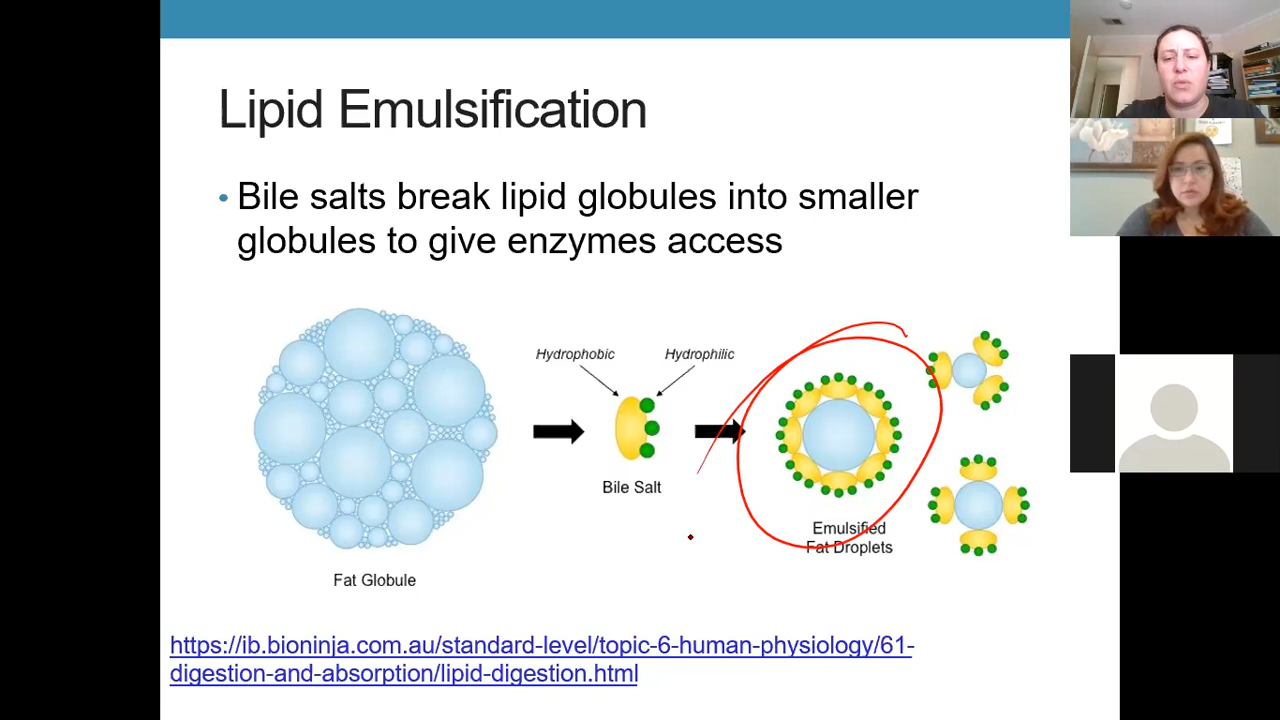 Lipid Emulsification
• Bile salts break lipid globules into smaller
globules to give enzymes access
Hydrophobic
Hydrophilic
Bile Salt
Emulsified
Fat Droplets
Fat Globule
https://ib.bioninja.com.au/standard-level/topic-6-human-physiology/61-
digestion-and-absorption/lipid-digestion.html